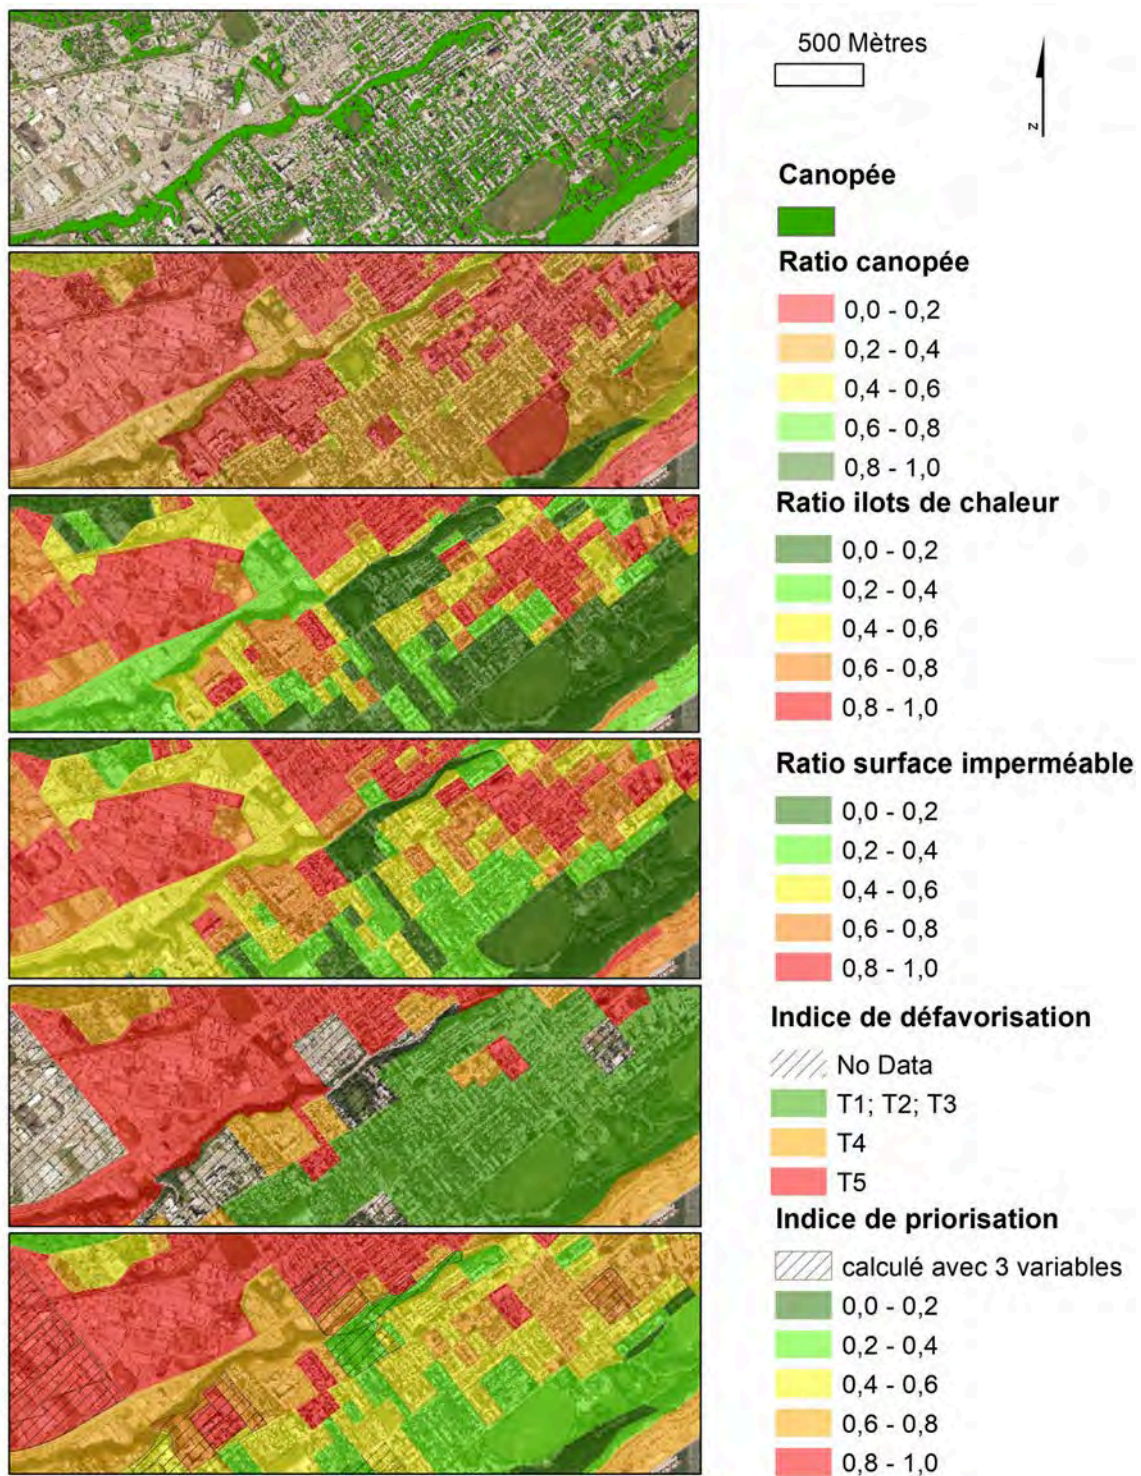 500 Mètres
z
Canopée
Ratio canopée
0,0 - 0,2
0,2 - 0,4
0,4 - 0,6
0,6 - 0,8
0,8 - 1,0
Ratio ilots de chaleur
0,0 - 0,2
0,2 - 0,4
0,4 - 0,6
0,6 - 0,8
0,8 - 1,0
Ratio surface imperméable
0,0 - 0,2
0,2 - 0,4
0,4 - 0,6
0,6 - 0,8
0,8 - 1,0
Indice de défavorisation
No Data
T1; T2; T3
T4
T5
Indice de priorisation
calculé avec 3 variables
0,0 - 0,2
0,2 - 0,4
0,4 - 0,6
0,6 - 0,8
0,8 - 1,0